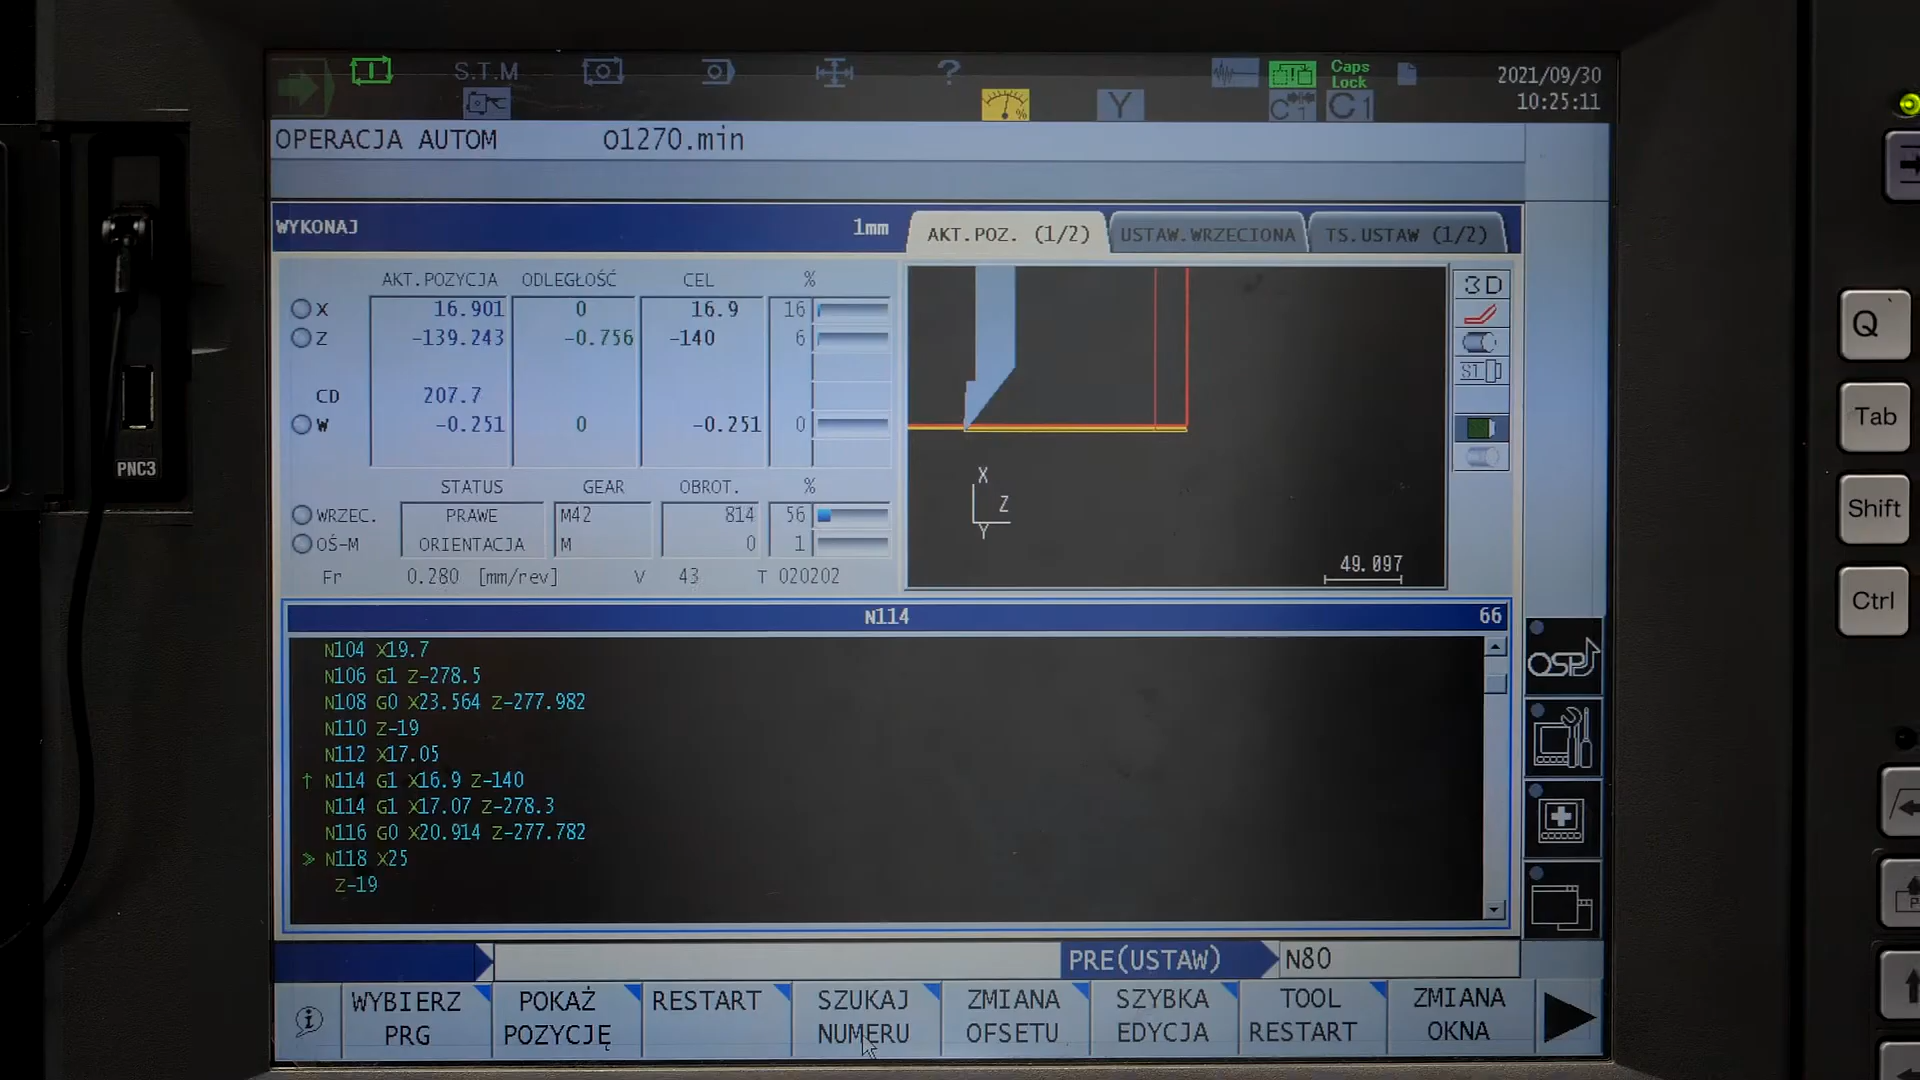 S.T.M
?
Caps
Lock
2021/09/30
10:25:11
%
Y
C1
C1
OPERACJA AUTOM
O1270.min
WYKONAJ
1mm
AKT.POZ. (1/2)
USTAW.WRZECIONA
TS.USTAW (1/2)
AKT.POZYCJA ODLEGŁOŚĆ CEL %
X 16.901 0 16.9 16
Z -139.243 -0.756 -140 6
CD 207.7
W -0.251 0 -0.251 0
STATUS GEAR OBROT. %
WRZEC. PRAWE M42 814 56
OŚ-M ORIENTACJA M 0 1
Fr 0.280 [mm/rev] V 43 T 020202
X
Z
Y
49.097
3D
S1
N114
66
N104 X19.7
N106 G1 Z-278.5
N108 G0 X23.564 Z-277.982
N110 Z-19
N112 X17.05
↑ N114 G1 X16.9 Z-140
N114 G1 X17.07 Z-278.3
N116 G0 X20.914 Z-277.782
> N118 X25
Z-19
PRE(USTAW) N80
i
WYBIERZ
PRG
POKAŻ
POZYCJĘ
RESTART
SZUKAJ
NUMERU
ZMIANA
OFSETU
SZYBKA
EDYCJA
TOOL
RESTART
ZMIANA
OKNA
OSP
PNC3
Q
Tab
Shift
Ctrl